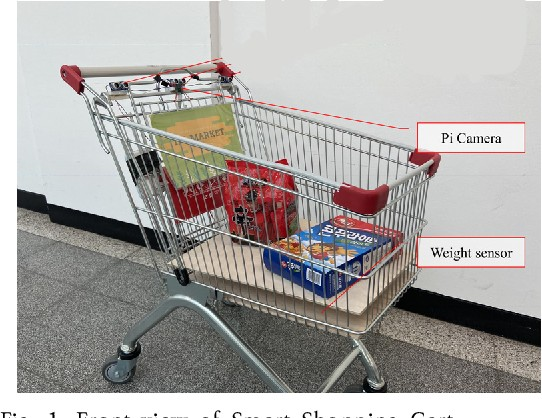 MARKET
Pi Camera
Weight sensor
Fig. 1. Front view of Smart Shopping Cart